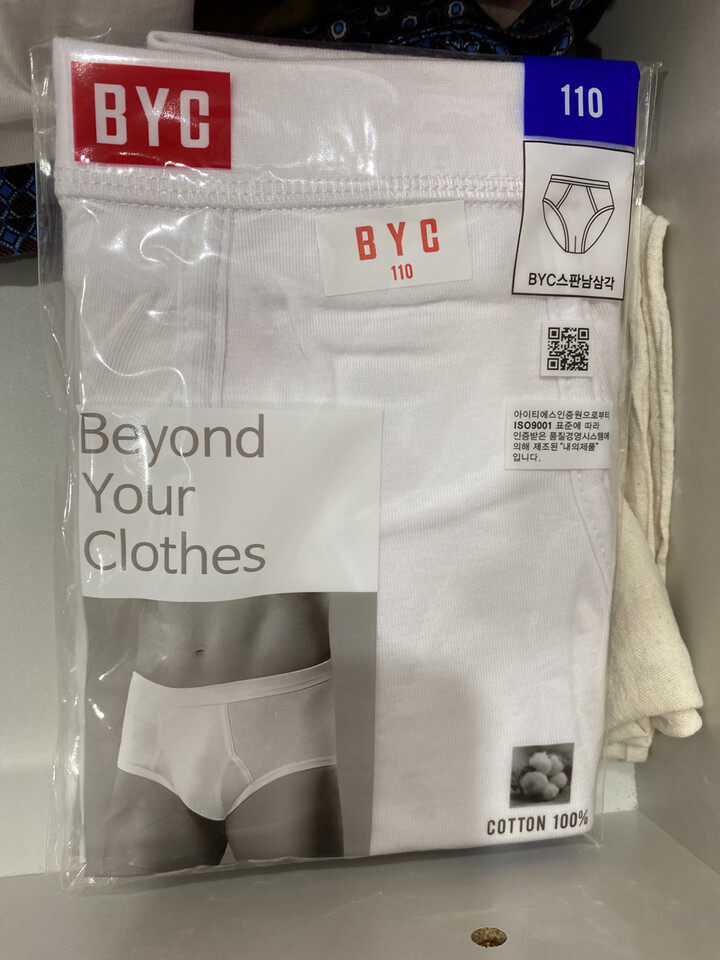 BYC
110
BYC
110
BYC스판남삼각
아이티에스인증원으로부터
ISO9001 표준에 따라
인증받은 품질경영시스템에
의해 제조된 "내의제품"
입니다.
Beyond
Your
Clothes
COTTON 100%